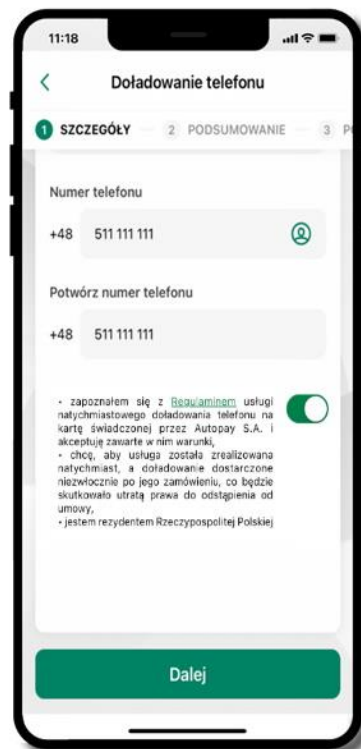 11:18
Doładowanie telefonu
1 SZCZEGÓŁY 2 PODSUMOWANIE 3
Numer telefonu
+48 511 111 111
Potwórz numer telefonu
+48 511 111 111
- zapoznałem się z Regulaminem usługi
natychmiastowego doładowania telefonu na
kartę świadczonej przez Autopay S.A. i
akceptuję zawarte w nim warunki,
- chcę, aby usługa została zrealizowana
natychmiast, a doładowanie dostarczone
niezwłocznie po jego zamówieniu, co będzie
skutkowało utratą prawa do odstąpienia od
umowy,
- jestem rezydentem Rzeczypospolitej Polskiej
Dalej